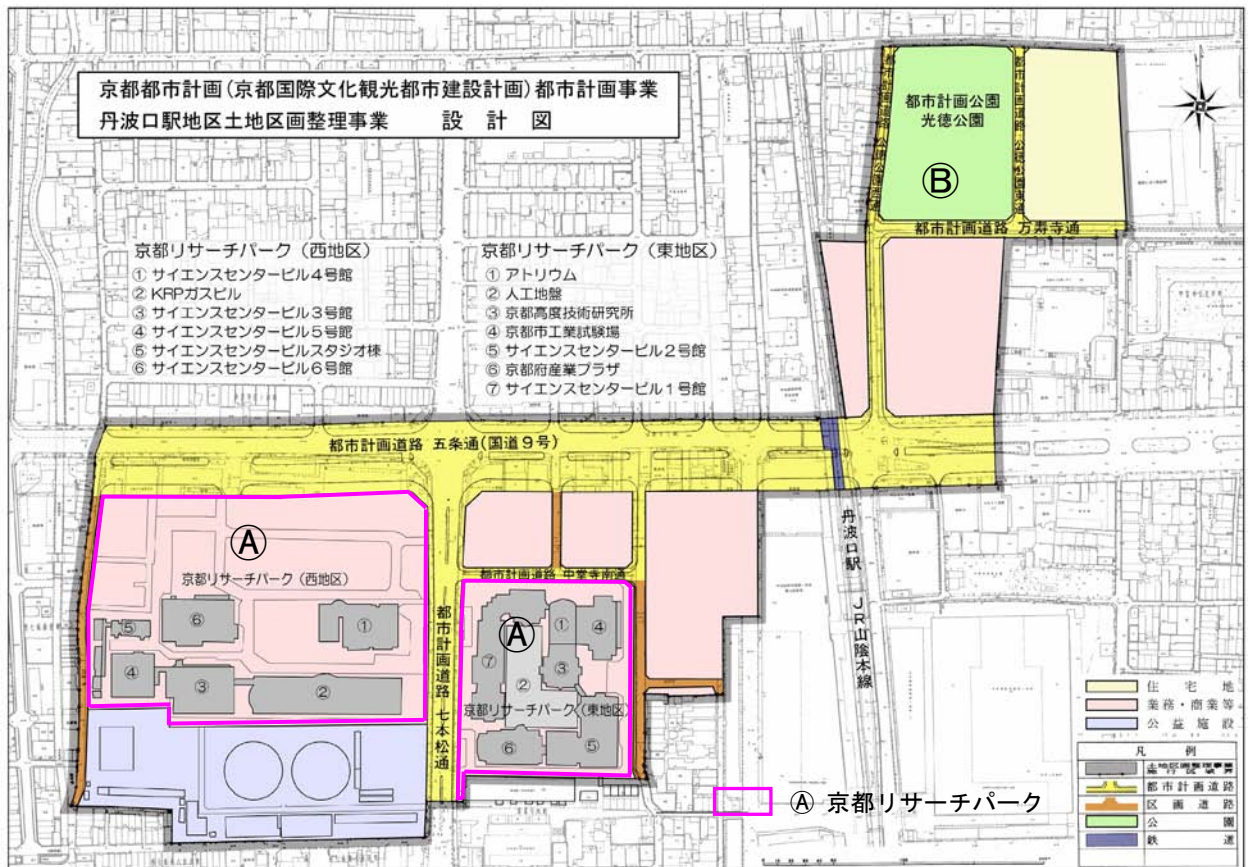 京都都市計画(京都国際文化観光都市建設計画)都市計画事業
丹波口駅地区土地区画整理事業 設計図
京都リサーチパーク(西地区)
① サイエンスセンタービル4号館
② KRPガスビル
③ サイエンスセンタービル3号館
④ サイエンスセンタービル5号館
⑤ サイエンスセンタービルスタジオ棟
⑥ サイエンスセンタービル6号館
京都リサーチパーク(東地区)
① アトリウム
② 人工地盤
③ 京都高度技術研究所
④ 京都市工業試験場
⑤ サイエンスセンタービル2号館
⑥ 京都府産業プラザ
⑦ サイエンスセンタービル1号館
都市計画公園
光徳公園
Ⓑ
都市計画道路 万寿寺通
都市計画道路 五条通(国道9号)
Ⓐ
京都リサーチパーク(西地区)
⑥
①
⑤
④
③
②
都市計画道路 七本松通
都市計画道路 中堂寺南通
Ⓐ
①
④
⑦
③
②
京都リサーチパーク(東地区)
⑥
⑤
丹波口駅
JR山陰本線
住宅地
業務・商業等
公益施設
凡例
都市計画道路
区画道路
公園
鉄道
Ⓐ 京都リサーチパーク